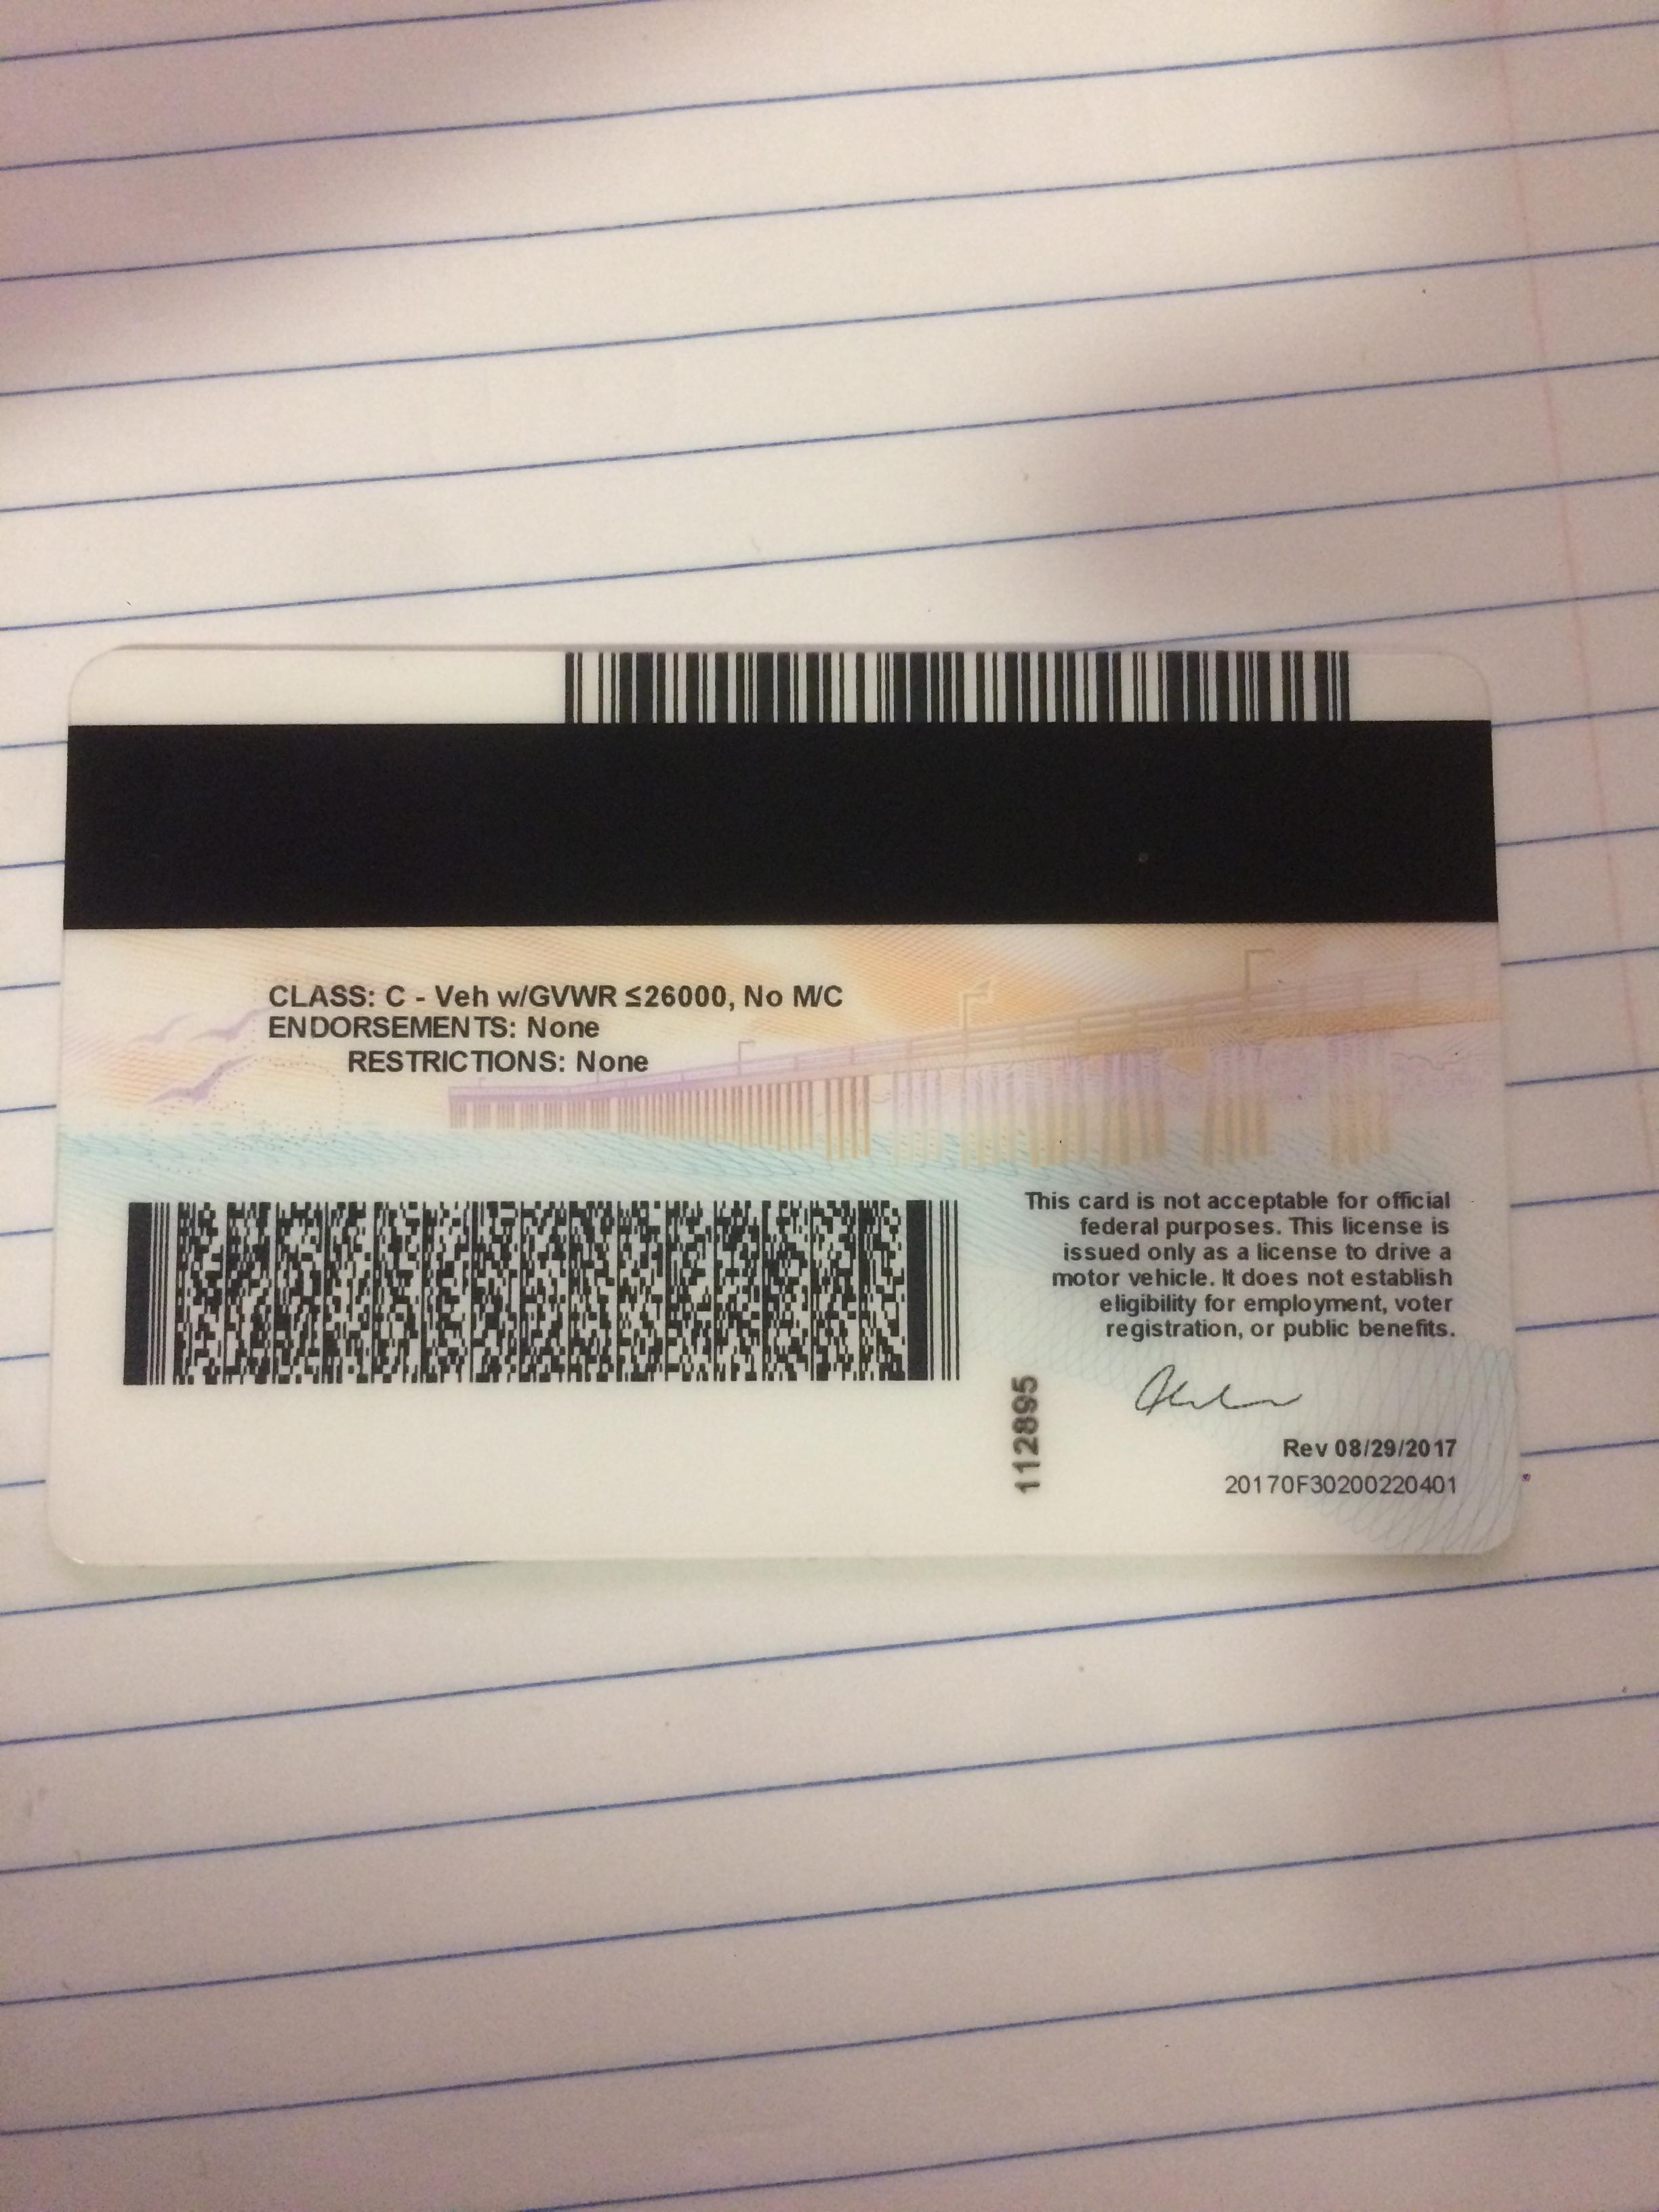 CLASS: C - Veh w/GVWR ≤26000, No M/C
ENDORSEMENTS: None
RESTRICTIONS: None
This card is not acceptable for official
federal purposes. This license is
issued only as a license to drive a
motor vehicle. It does not establish
eligibility for employment, voter
registration, or public benefits.
112895
Rev 08/29/2017
20170F30200220401